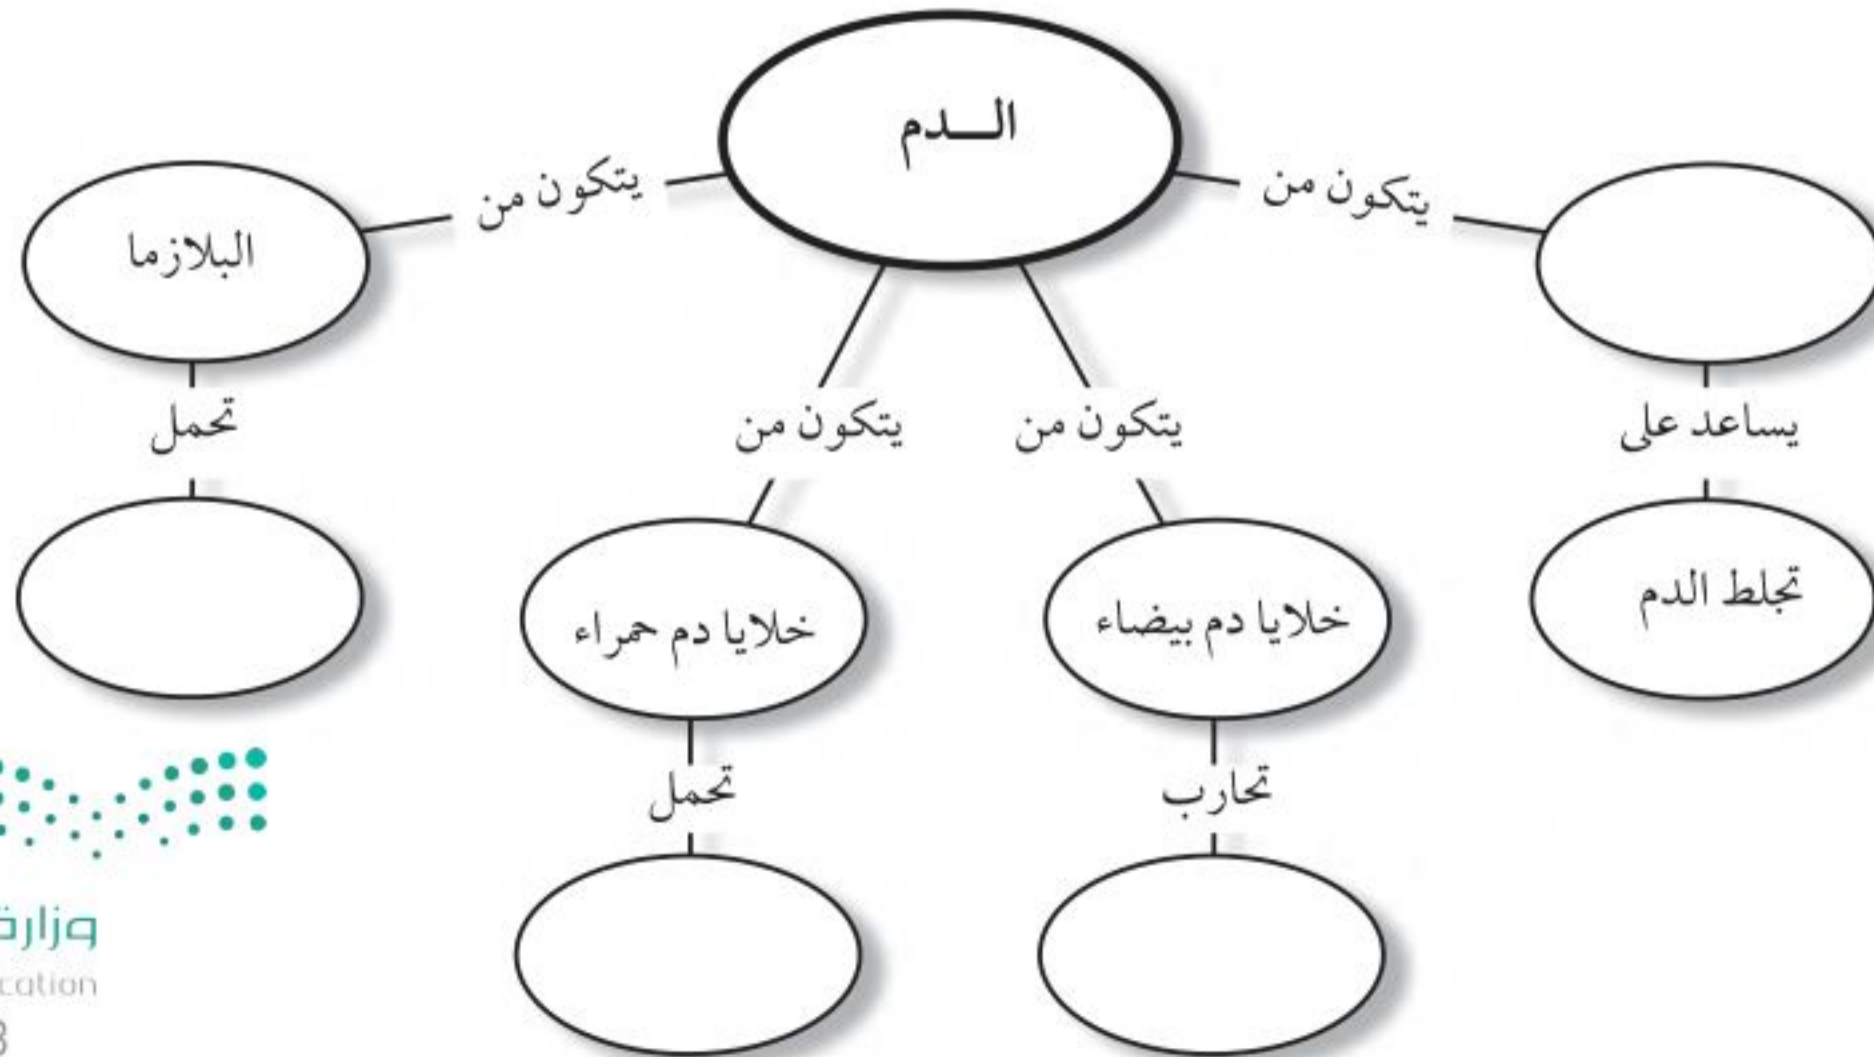 الـــدم
يتكون من
يتكون من
البلازما
تحمل
يتكون من
يتكون من
يساعد على
تجلط الدم
خلايا دم بيضاء
خلايا دم حمراء
تحارب
تحمل
وزارة
cation
3